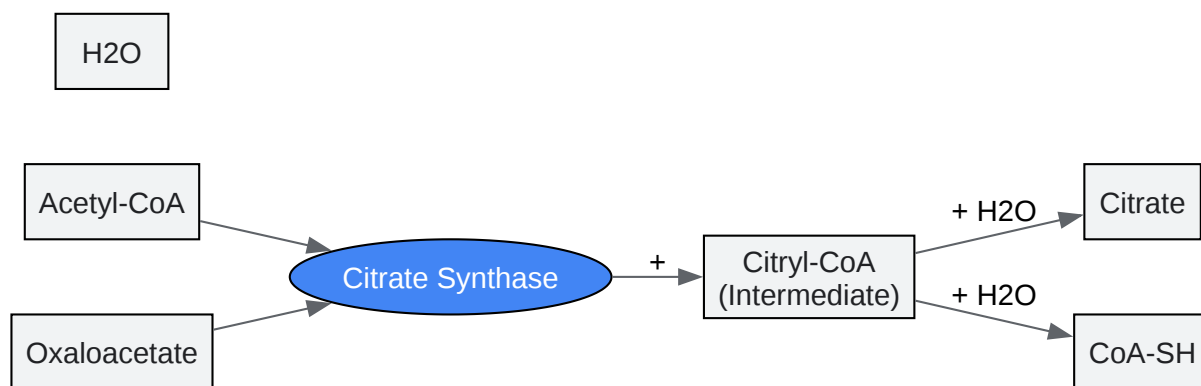 H2O
Acetyl-CoA
Oxaloacetate
Citrate Synthase
+
Citryl-CoA
(Intermediate)
+ H2O
Citrate
+ H2O
CoA-SH